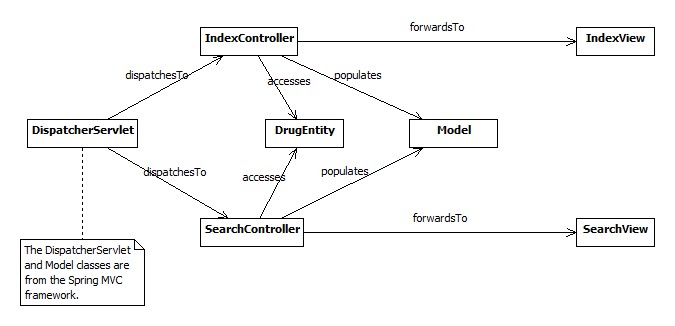 forwardsTo
IndexController
IndexView
dispatchesTo
accesses
populates
DispatcherServlet
DrugEntity
Model
dispatchesTo
accesses
populates
forwardsTo
SearchController
SearchView
The DispatcherServlet
and Model classes are
from the Spring MVC
framework.